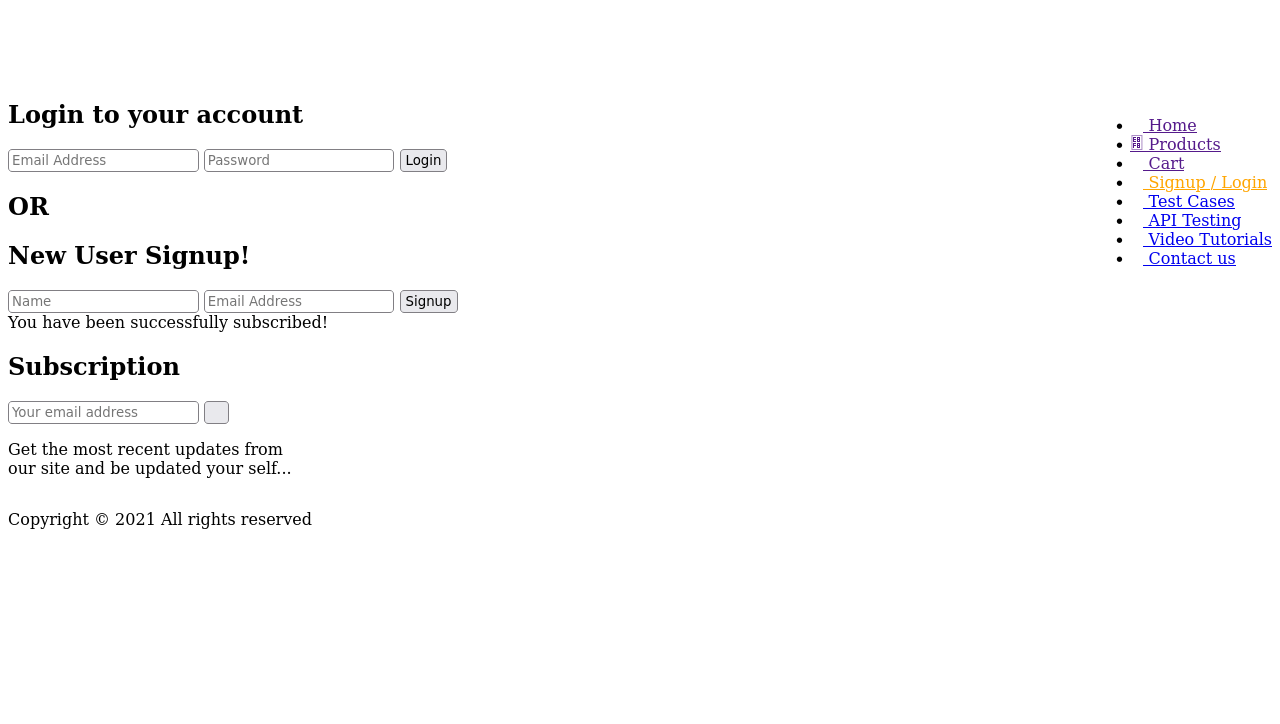 Login to your account
Email Address Password Login
OR
New User Signup!
Name Email Address Signup
You have been successfully subscribed!
Subscription
Your email address
Get the most recent updates from
our site and be updated your self...
Copyright © 2021 All rights reserved
Home
Products
Cart
Signup / Login
Test Cases
API Testing
Video Tutorials
Contact us